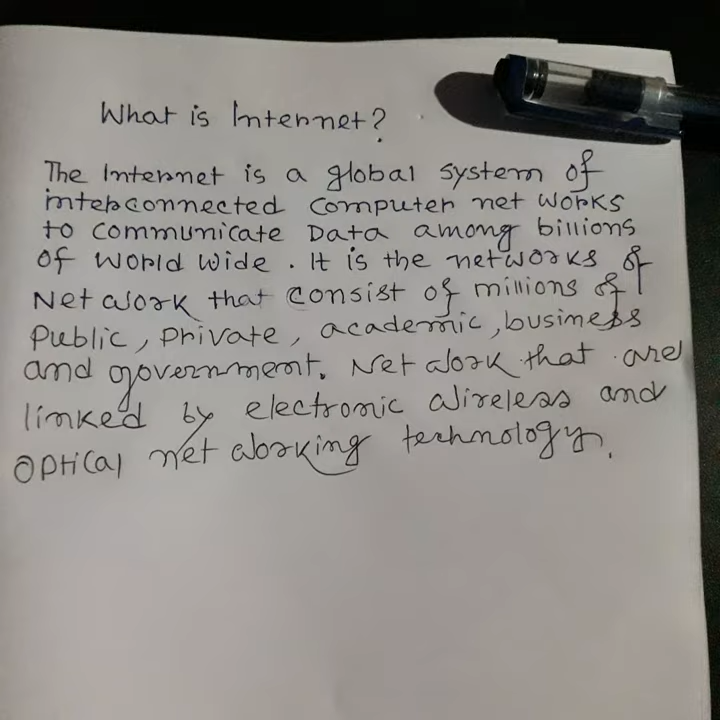 What is Internet?
The Internet is a global system of
interconnected computer net works
to communicate Data among billions
of world wide. It is the networks of
Net work that consist of millions of
Public, Private, academic, business
and government. Net work that are
linked by electronic wireless and
optical net working technology.